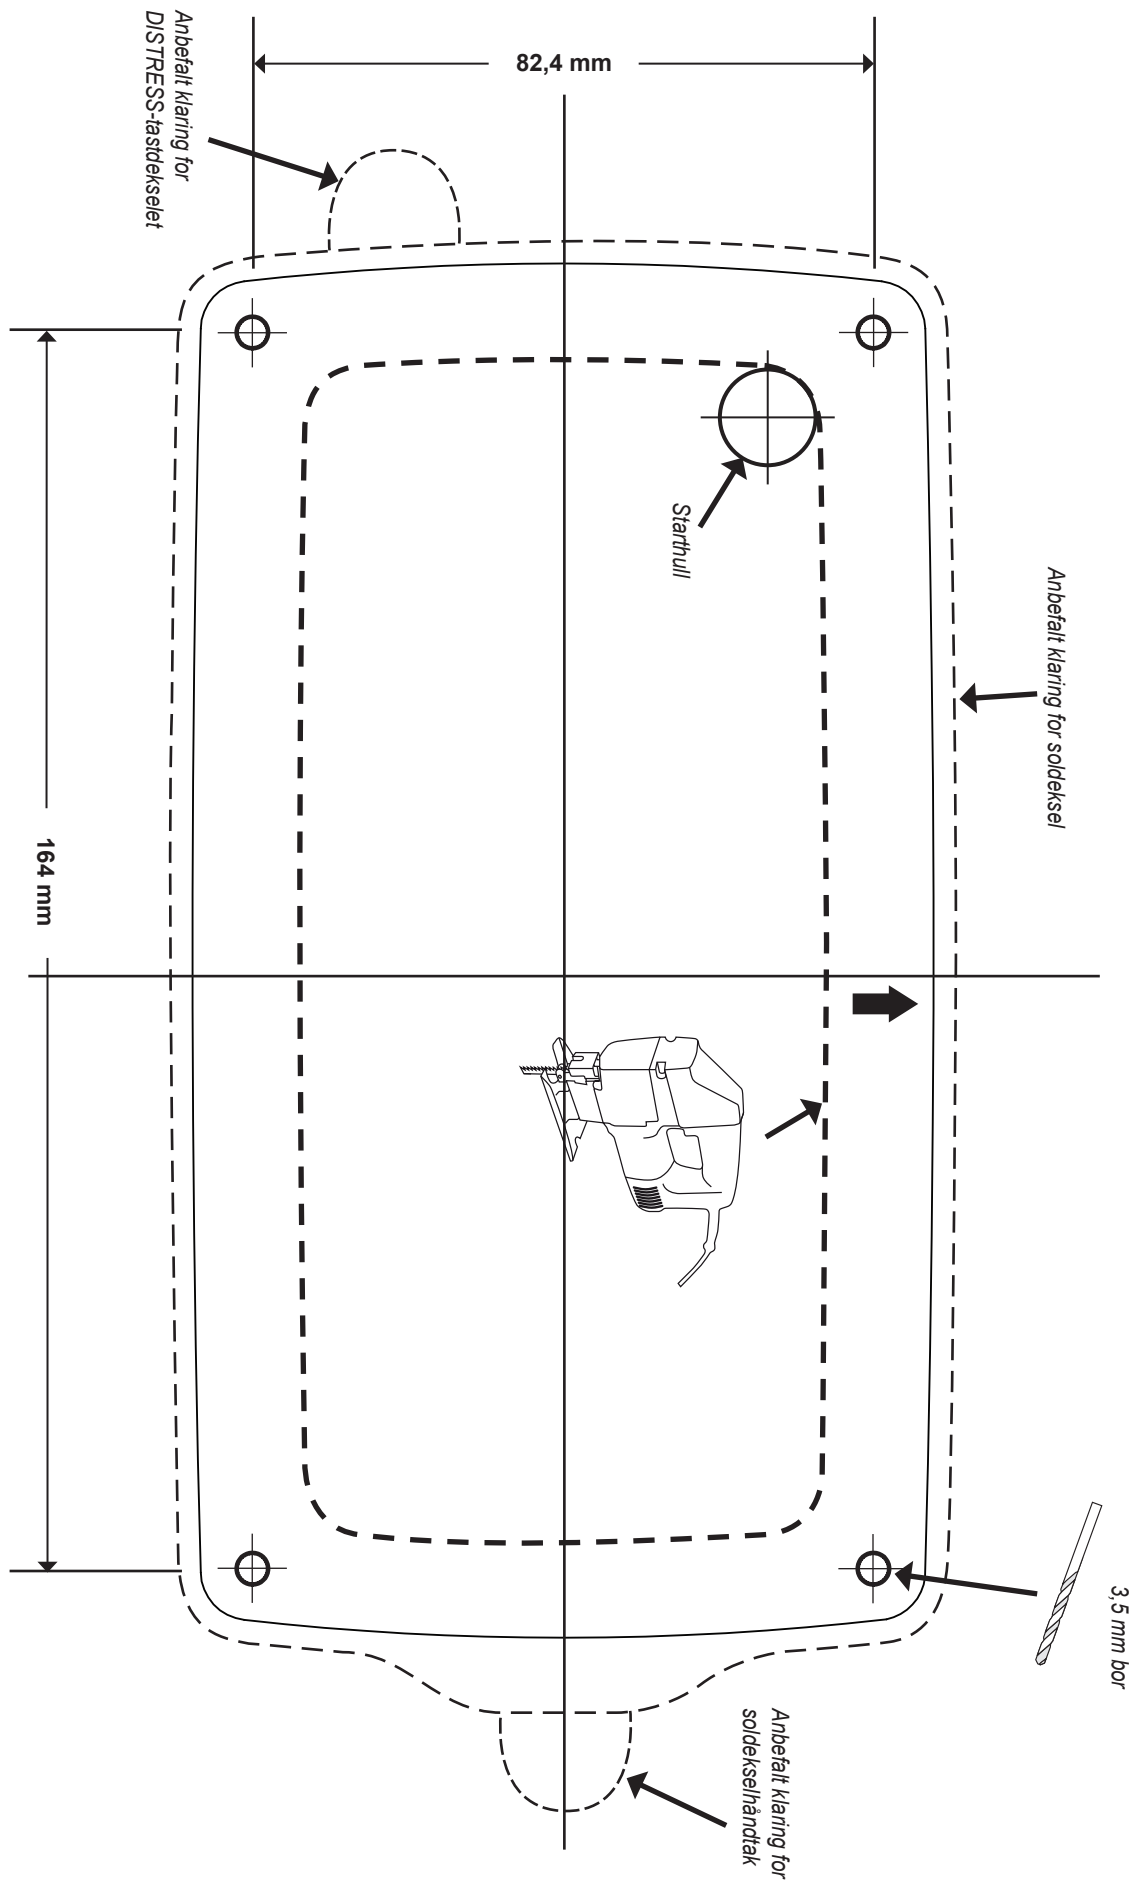 82,4 mm
Anbefalt klaring for
DISTRESS-tastdekselet
Starthull
Anbefalt klaring for soldeksel
164 mm
3,5 mm bor
Anbefalt klaring for
soldekselhåndtak